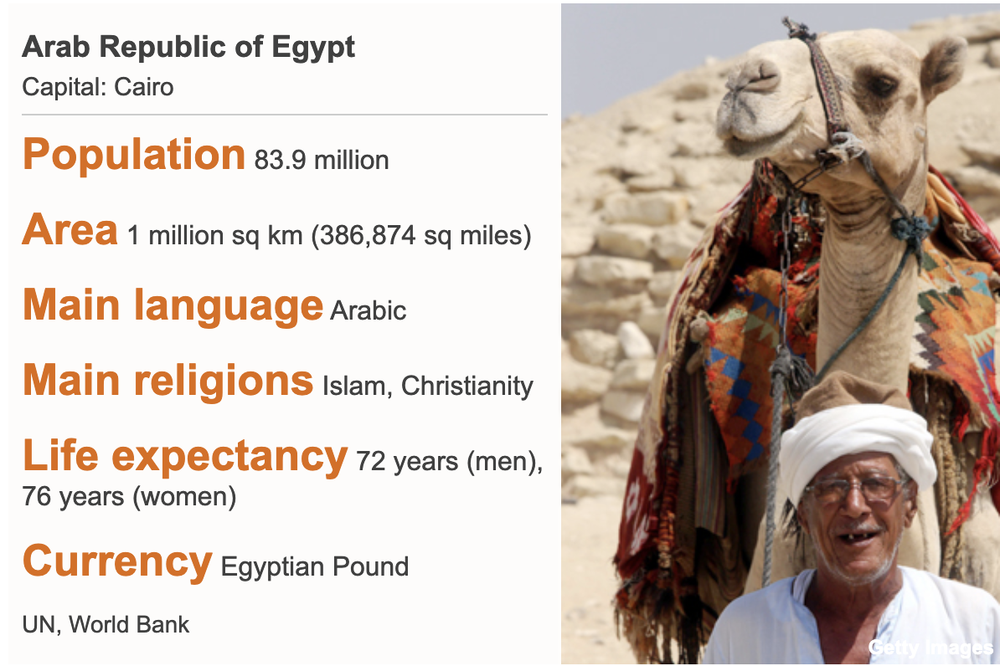 Arab Republic of Egypt
Capital: Cairo
Population 83.9 million
Area 1 million sq km (386,874 sq miles)
Main language Arabic
Main religions Islam, Christianity
Life expectancy 72 years (men),
76 years (women)
Currency Egyptian Pound
UN, World Bank
Getty Images